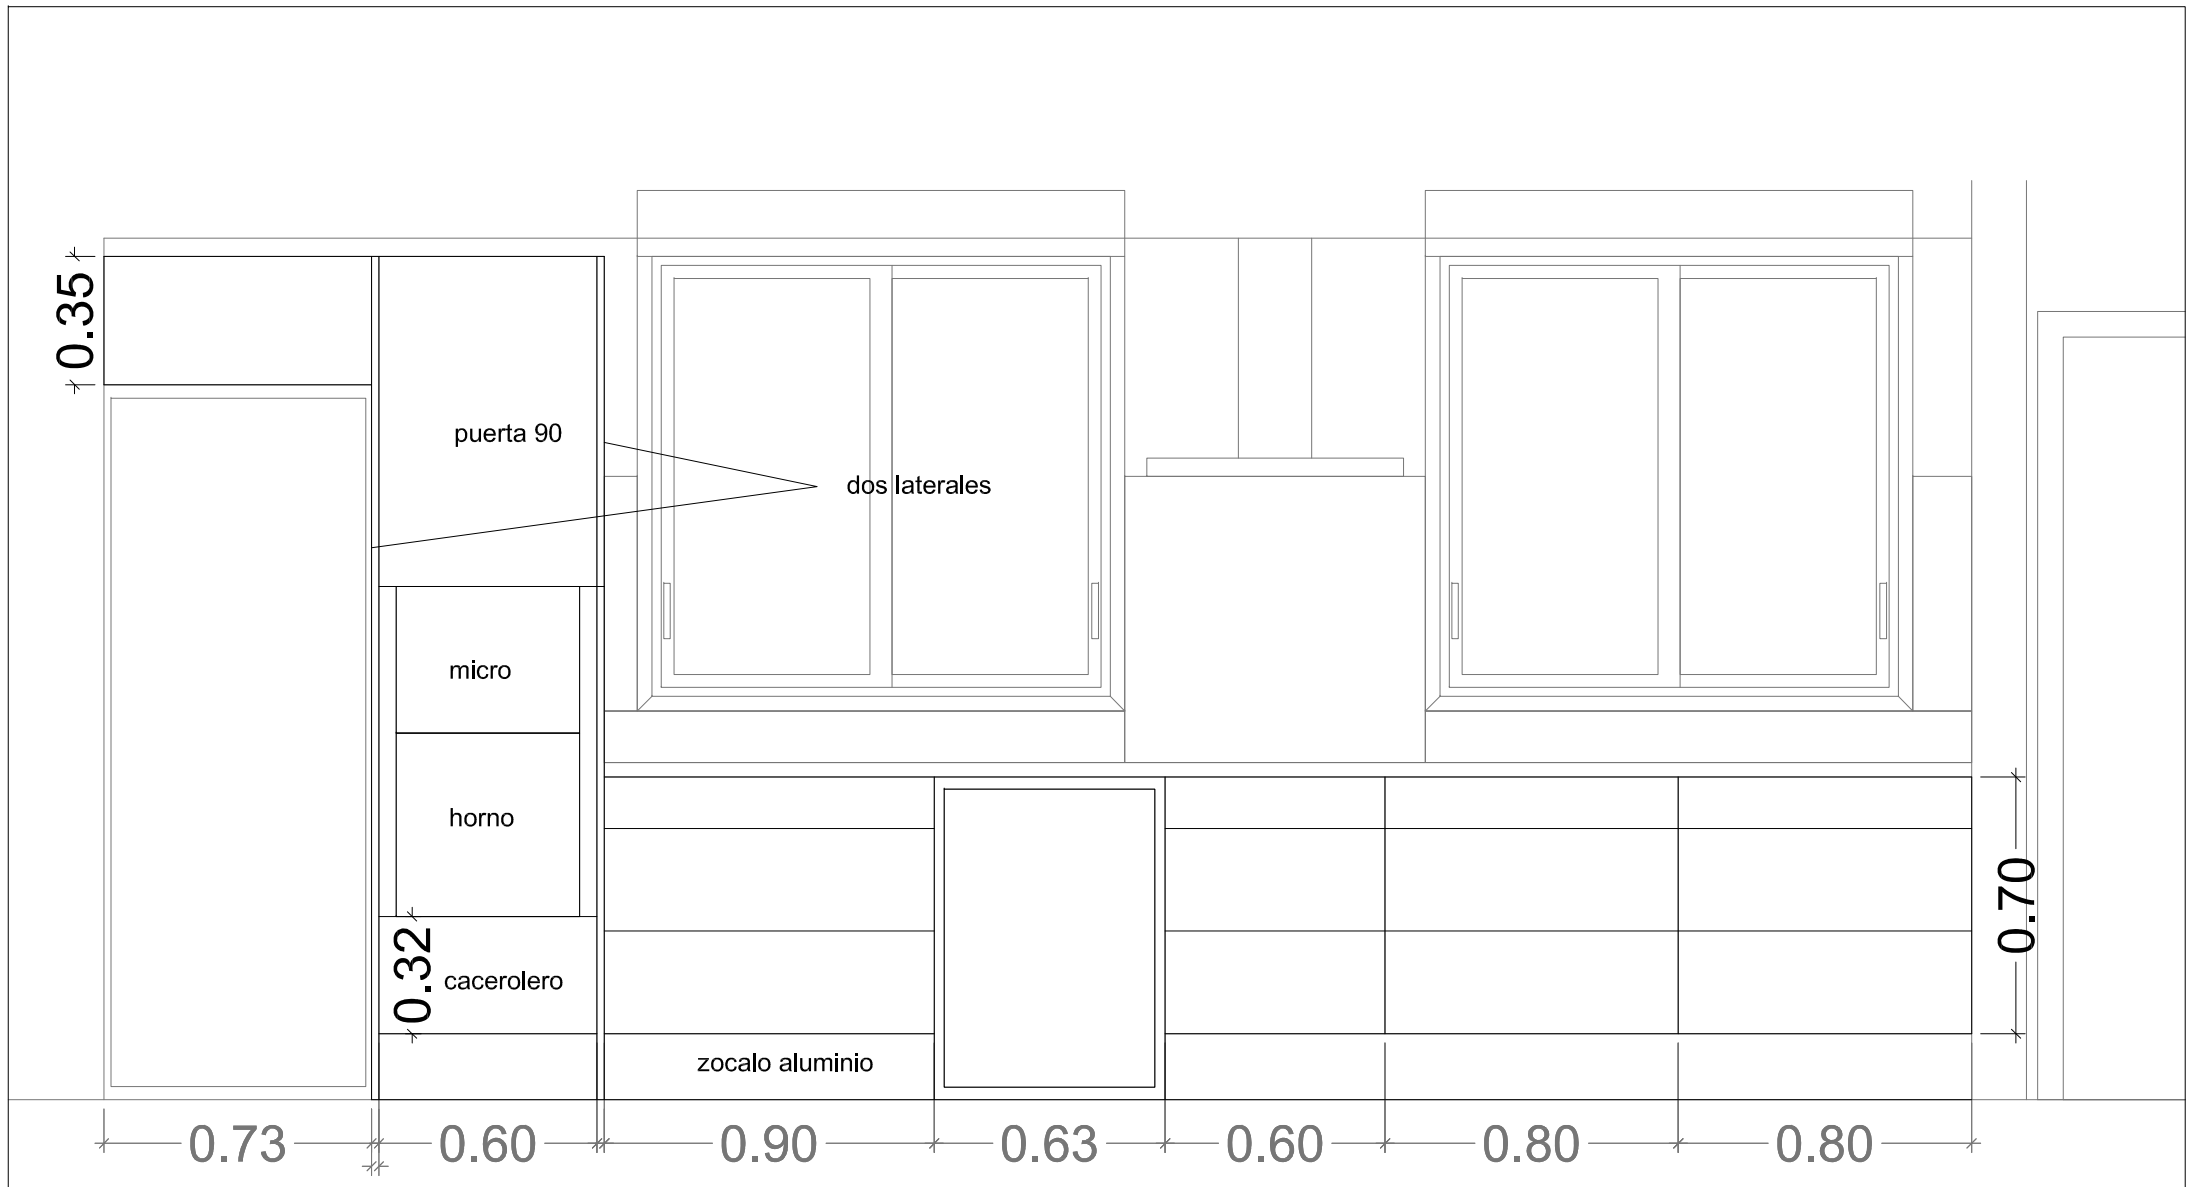 0.35
puerta 90
dos laterales
micro
horno
0.32
cacerolero
0.70
zocalo aluminio
0.73
0.60
0.90
0.63
0.60
0.80
0.80